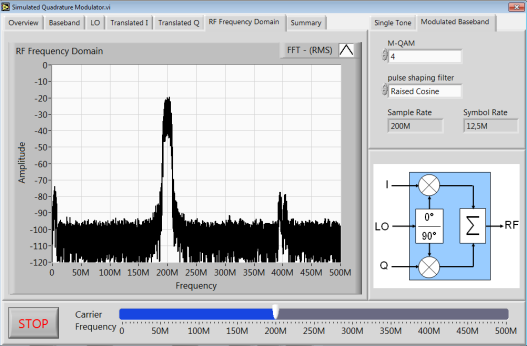 Simulated Quadrature Modulator.vi
Overview Baseband LO Translated I Translated Q RF Frequency Domain Summary
Single Tone Modulated Baseband
RF Frequency Domain FFT - (RMS)
0
-10
-20
-30
-40
-50
-60
-70
-80
-90
-100
-110
-120
Amplitude
0 50M 100M 150M 200M 250M 300M 350M 400M 450M 500M
Frequency
M-QAM
4
pulse shaping filter
Raised Cosine
Sample Rate Symbol Rate
200M 12,5M
I
LO 0° 90° Σ RF
Q
STOP
Carrier Frequency
0 50M 100M 150M 200M 250M 300M 350M 400M 450M 500M